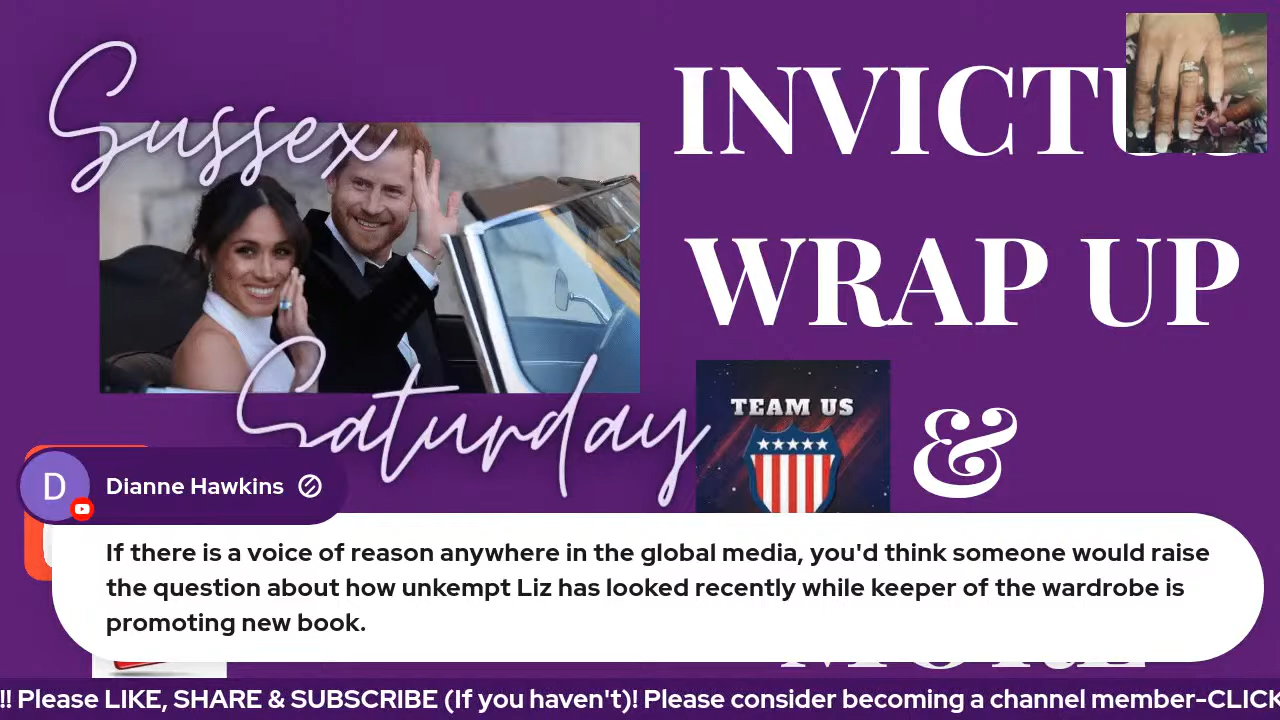 Sussex
Saturday
INVICTUS
WRAP UP
&
MORE
TEAM US
D
Dianne Hawkins
If there is a voice of reason anywhere in the global media, you'd think someone would raise
the question about how unkempt Liz has looked recently while keeper of the wardrobe is
promoting new book.
!! Please LIKE, SHARE & SUBSCRIBE (If you haven't)! Please consider becoming a channel member-CLICK